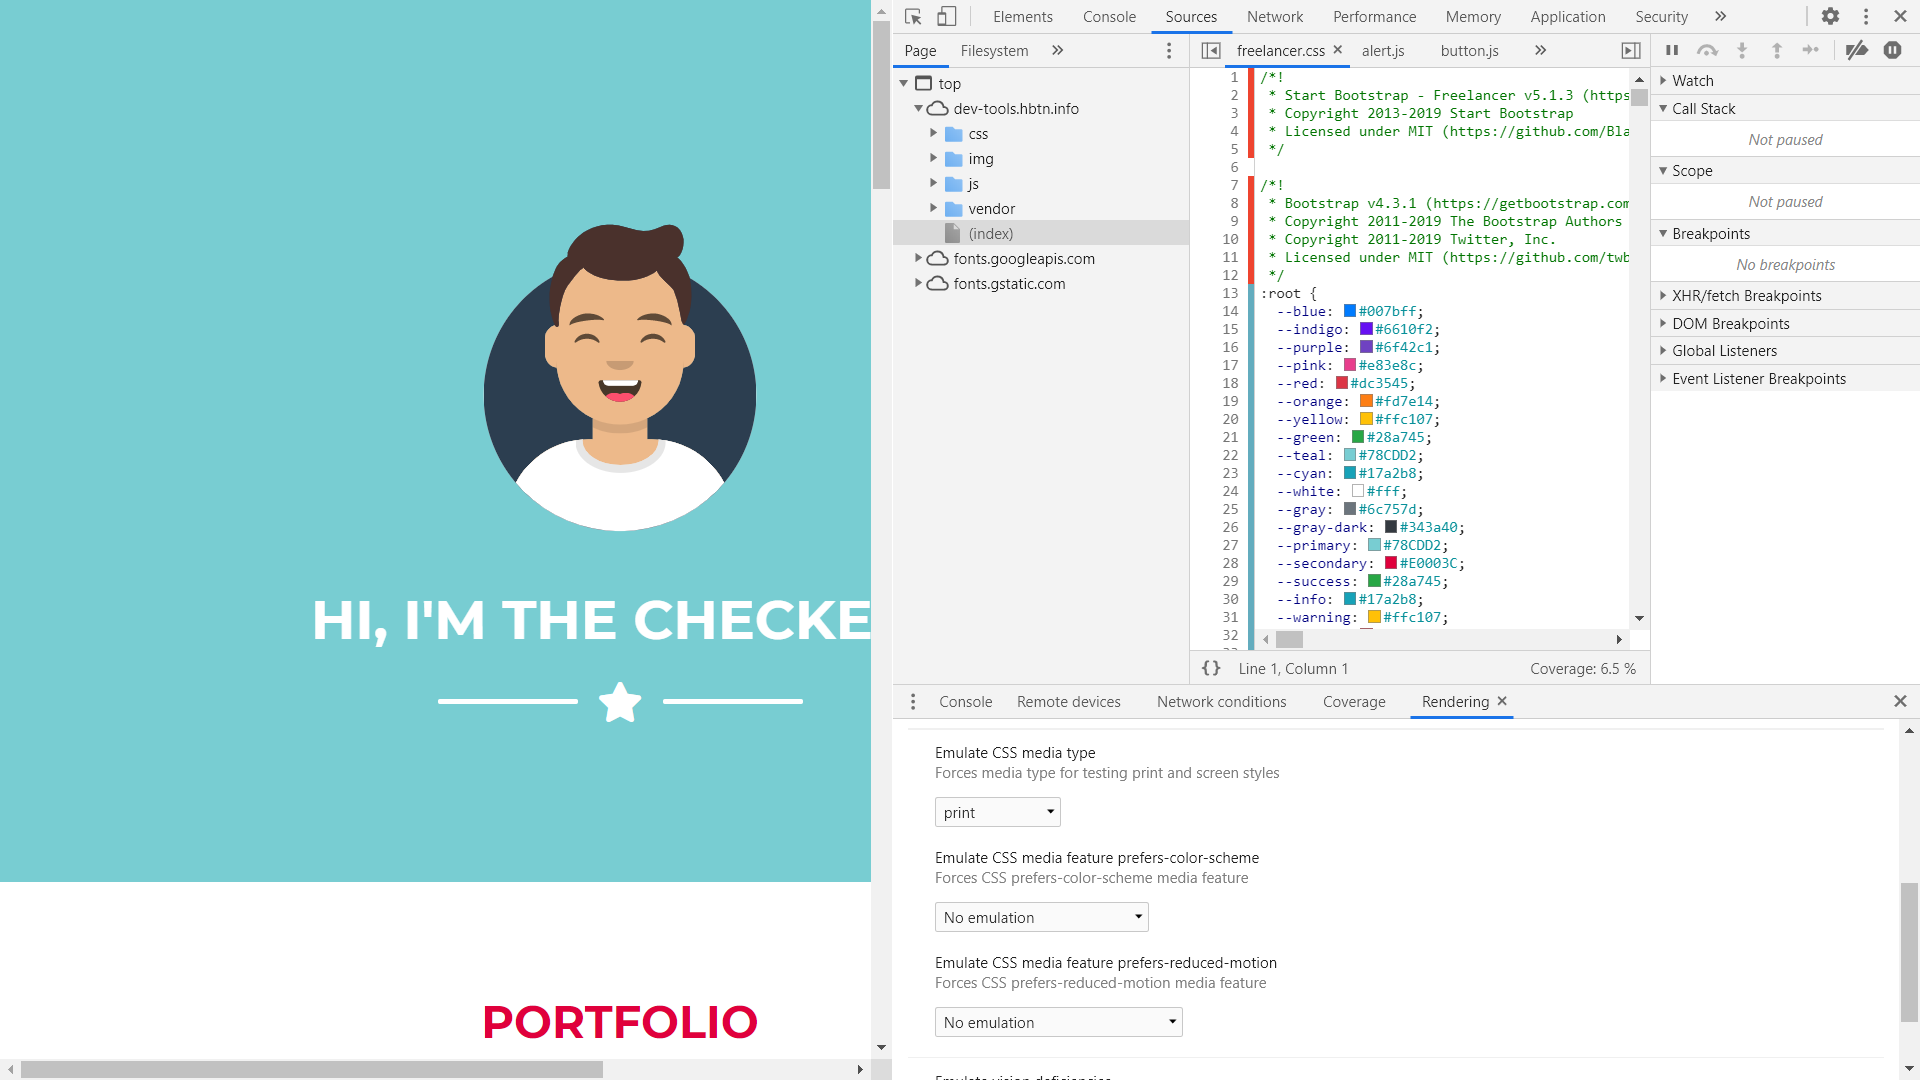 HI, I'M THE CHECKE
PORTFOLIO
Elements Console Sources Network Performance Memory Application Security »
Page Filesystem »
top
dev-tools.hbtn.info
css
img
js
vendor
(index)
fonts.googleapis.com
fonts.gstatic.com
freelancer.css × alert.js button.js »
1 /*!
2 * Start Bootstrap - Freelancer v5.1.3 (https
3 * Copyright 2013-2019 Start Bootstrap
4 * Licensed under MIT (https://github.com/Bla
5 */
6
7 /*!
8 * Bootstrap v4.3.1 (https://getbootstrap.com
9 * Copyright 2011-2019 The Bootstrap Authors
10 * Copyright 2011-2019 Twitter, Inc.
11 * Licensed under MIT (https://github.com/twb
12 */
13 :root {
14 --blue: #007bff;
15 --indigo: #6610f2;
16 --purple: #6f42c1;
17 --pink: #e83e8c;
18 --red: #dc3545;
19 --orange: #fd7e14;
20 --yellow: #ffc107;
21 --green: #28a745;
22 --teal: #78CDD2;
23 --cyan: #17a2b8;
24 --white: #fff;
25 --gray: #6c757d;
26 --gray-dark: #343a40;
27 --primary: #78CDD2;
28 --secondary: #E0003C;
29 --success: #28a745;
30 --info: #17a2b8;
31 --warning: #ffc107;
32
{} Line 1, Column 1 Coverage: 6.5 %
Watch
Call Stack
Not paused
Scope
Not paused
Breakpoints
No breakpoints
XHR/fetch Breakpoints
DOM Breakpoints
Global Listeners
Event Listener Breakpoints
Console Remote devices Network conditions Coverage Rendering ×
Emulate CSS media type
Forces media type for testing print and screen styles
print
Emulate CSS media feature prefers-color-scheme
Forces CSS prefers-color-scheme media feature
No emulation
Emulate CSS media feature prefers-reduced-motion
Forces CSS prefers-reduced-motion media feature
No emulation
Emulate vision deficiencies